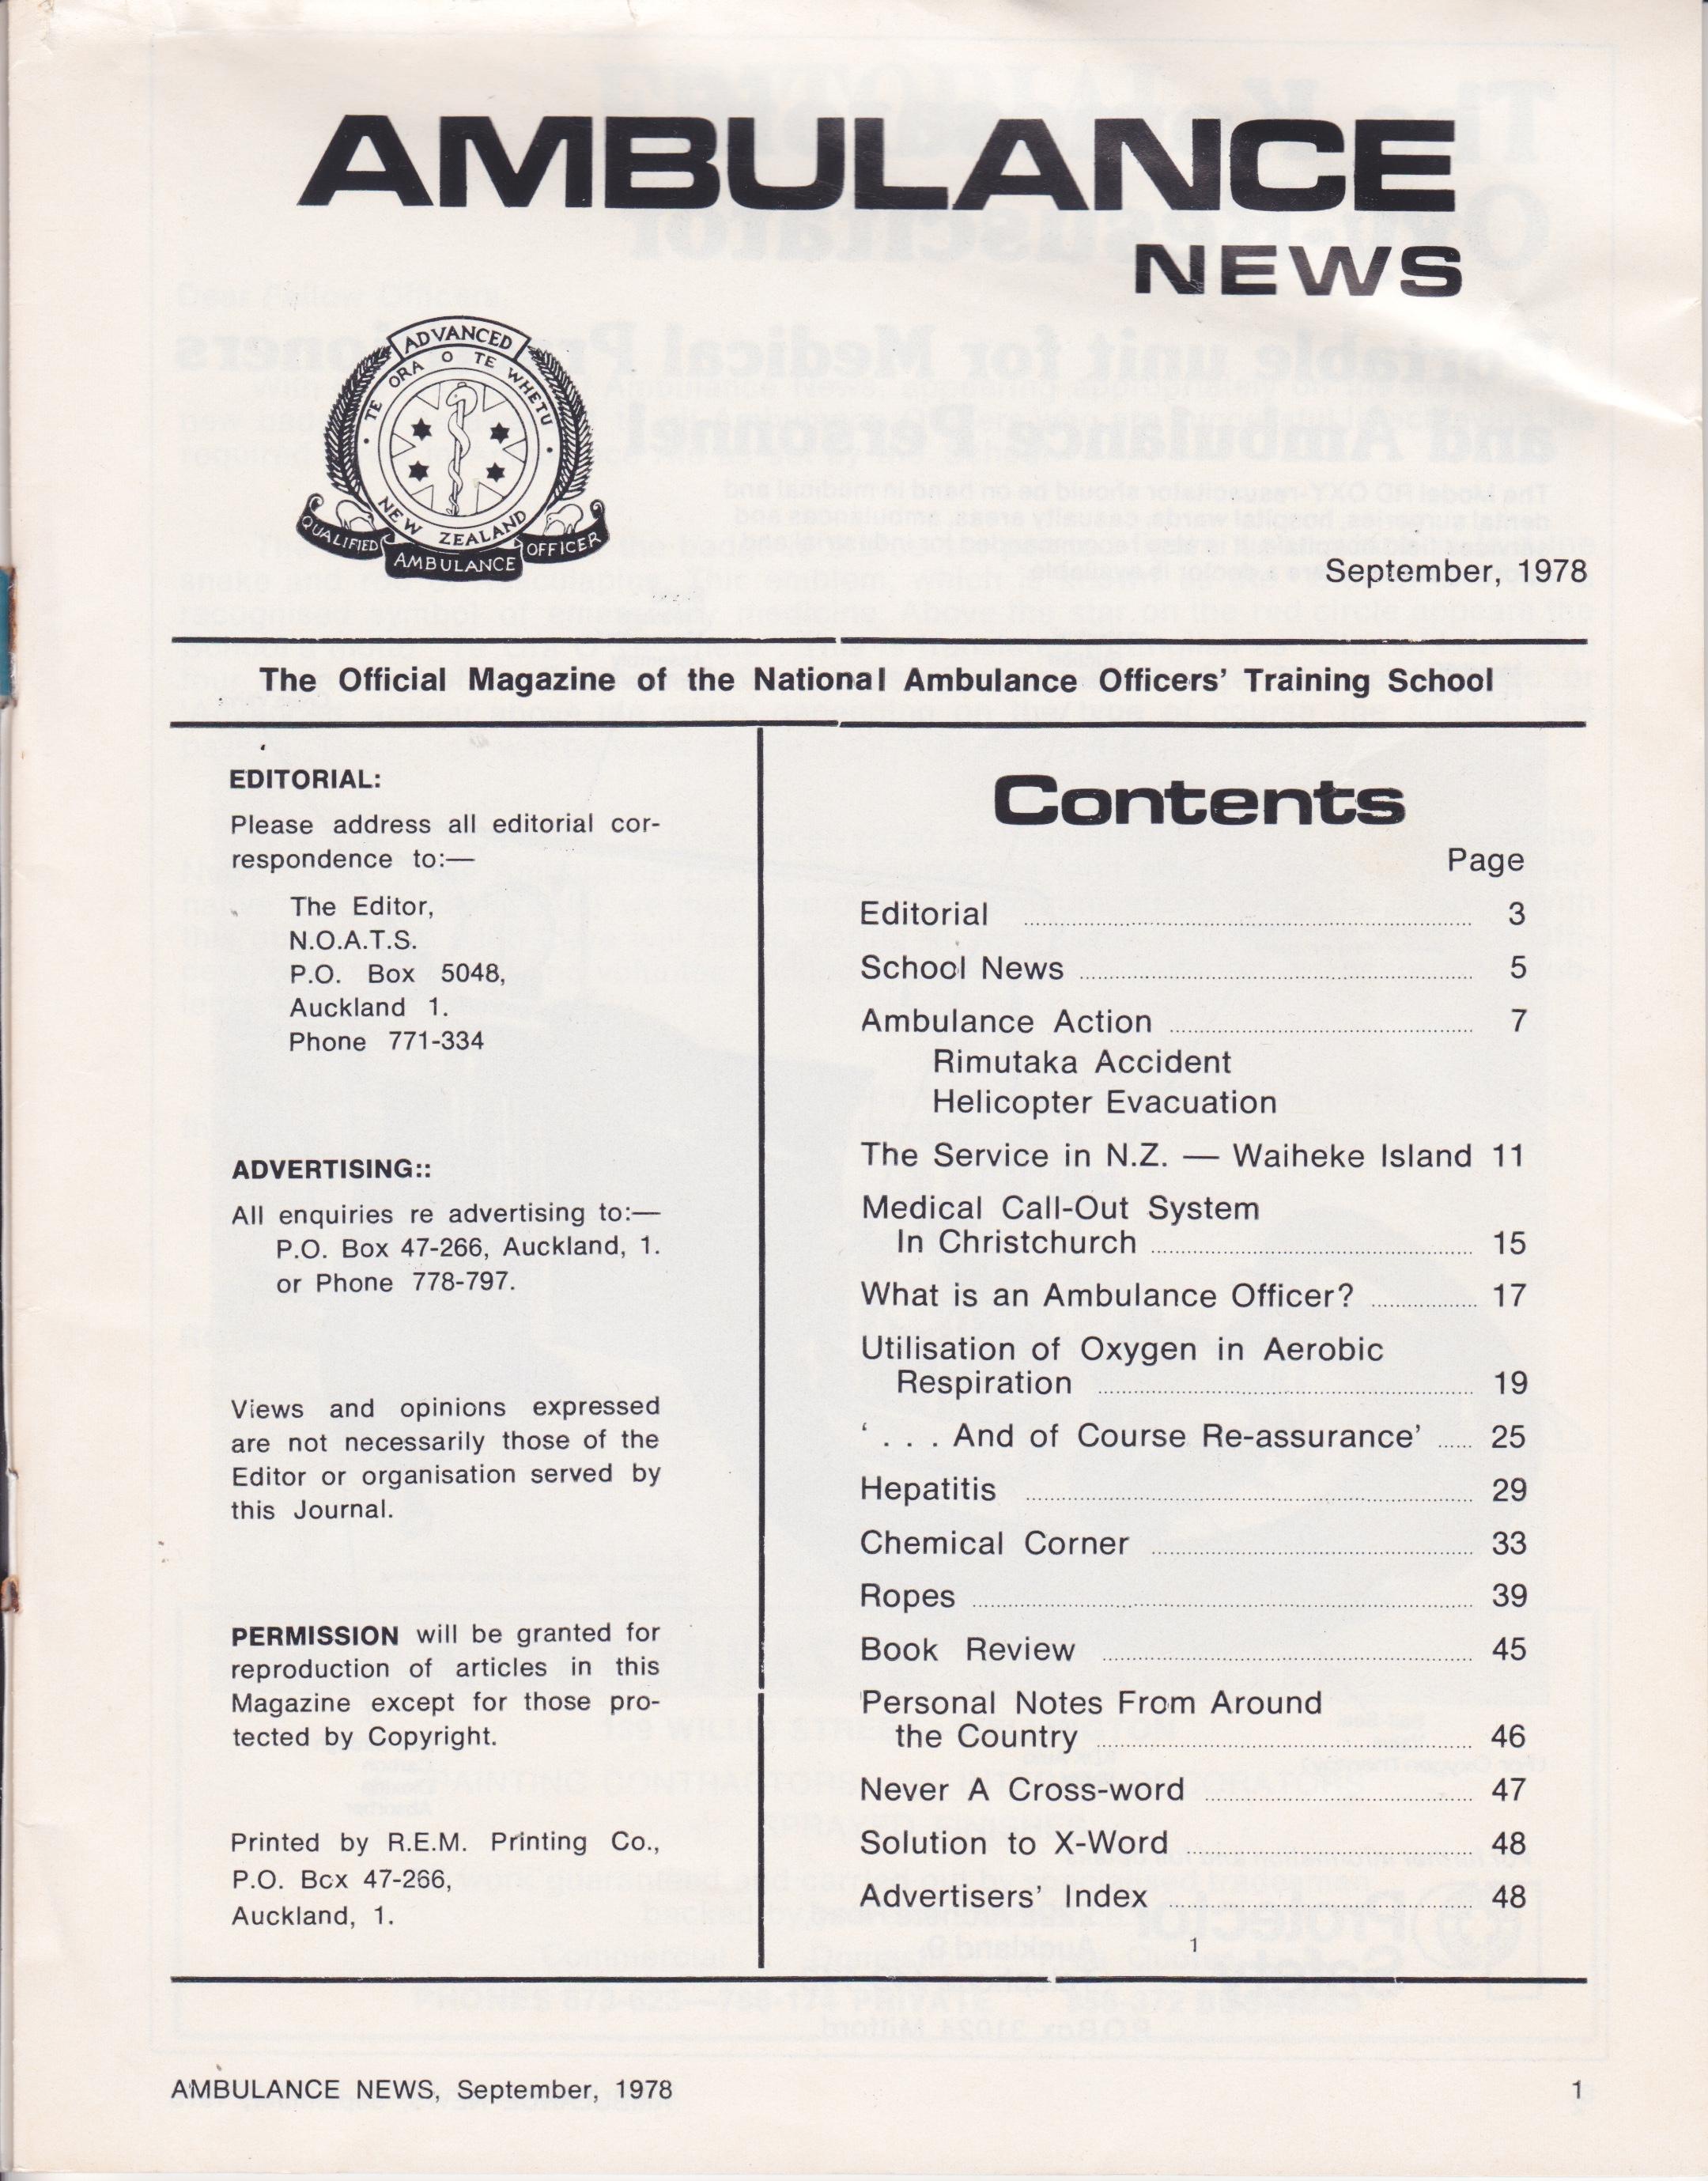 AMBULANCE
NEWS
ADVANCED
TE ORA O TE WHETU
NEW ZEALAND
QUALIFIED AMBULANCE OFFICER
September, 1978
The Official Magazine of the National Ambulance Officers' Training School
EDITORIAL:
Please address all editorial cor-
respondence to:—
The Editor,
N.O.A.T.S.
P.O. Box 5048,
Auckland 1.
Phone 771-334
ADVERTISING::
All enquiries re advertising to:—
P.O. Box 47-266, Auckland, 1.
or Phone 778-797.
Views and opinions expressed
are not necessarily those of the
Editor or organisation served by
this Journal.
PERMISSION will be granted for
reproduction of articles in this
Magazine except for those pro-
tected by Copyright.
Printed by R.E.M. Printing Co.,
P.O. Box 47-266,
Auckland, 1.
Contents
Page
Editorial ........ 3
School News ........ 5
Ambulance Action ........ 7
Rimutaka Accident
Helicopter Evacuation
The Service in N.Z. — Waiheke Island 11
Medical Call-Out System
In Christchurch ........ 15
What is an Ambulance Officer? ........ 17
Utilisation of Oxygen in Aerobic
Respiration ........ 19
' . . . And of Course Re-assurance' ...... 25
Hepatitis ........ 29
Chemical Corner ........ 33
Ropes ........ 39
Book Review ........ 45
Personal Notes From Around
the Country ........ 46
Never A Cross-word ........ 47
Solution to X-Word ........ 48
Advertisers' Index ........ 48
1
AMBULANCE NEWS, September, 1978 1